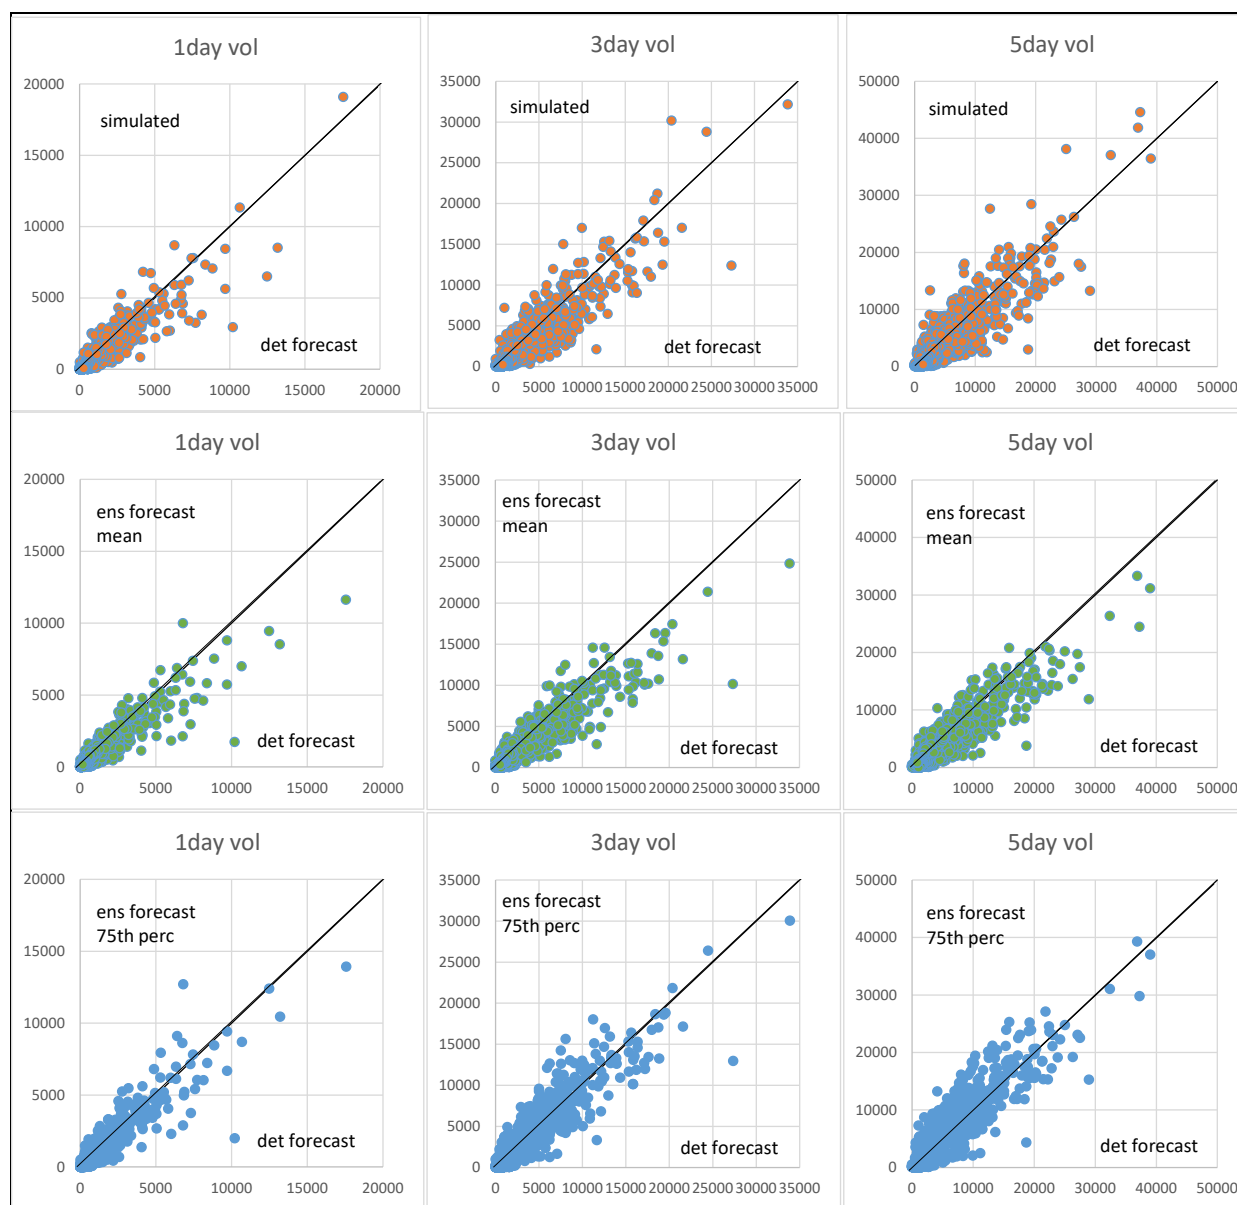 1day vol
20000
15000
10000
5000
0
simulated
det forecast
0 5000 10000 15000 20000
3day vol
35000
30000
25000
20000
15000
10000
5000
0
simulated
det forecast
0 5000 10000 15000 20000 25000 30000 35000
5day vol
50000
40000
30000
20000
10000
0
simulated
det forecast
0 10000 20000 30000 40000 50000
1day vol
20000
15000
10000
5000
0
ens forecast
mean
det forecast
0 5000 10000 15000 20000
3day vol
35000
30000
25000
20000
15000
10000
5000
0
ens forecast
mean
det forecast
0 5000 10000 15000 20000 25000 30000 35000
5day vol
50000
40000
30000
20000
10000
0
ens forecast
mean
det forecast
0 10000 20000 30000 40000 50000
1day vol
20000
15000
10000
5000
0
ens forecast
75th perc
det forecast
0 5000 10000 15000 20000
3day vol
35000
30000
25000
20000
15000
10000
5000
0
ens forecast
75th perc
det forecast
0 5000 10000 15000 20000 25000 30000 35000
5day vol
50000
40000
30000
20000
10000
0
ens forecast
75th perc
det forecast
0 10000 20000 30000 40000 50000